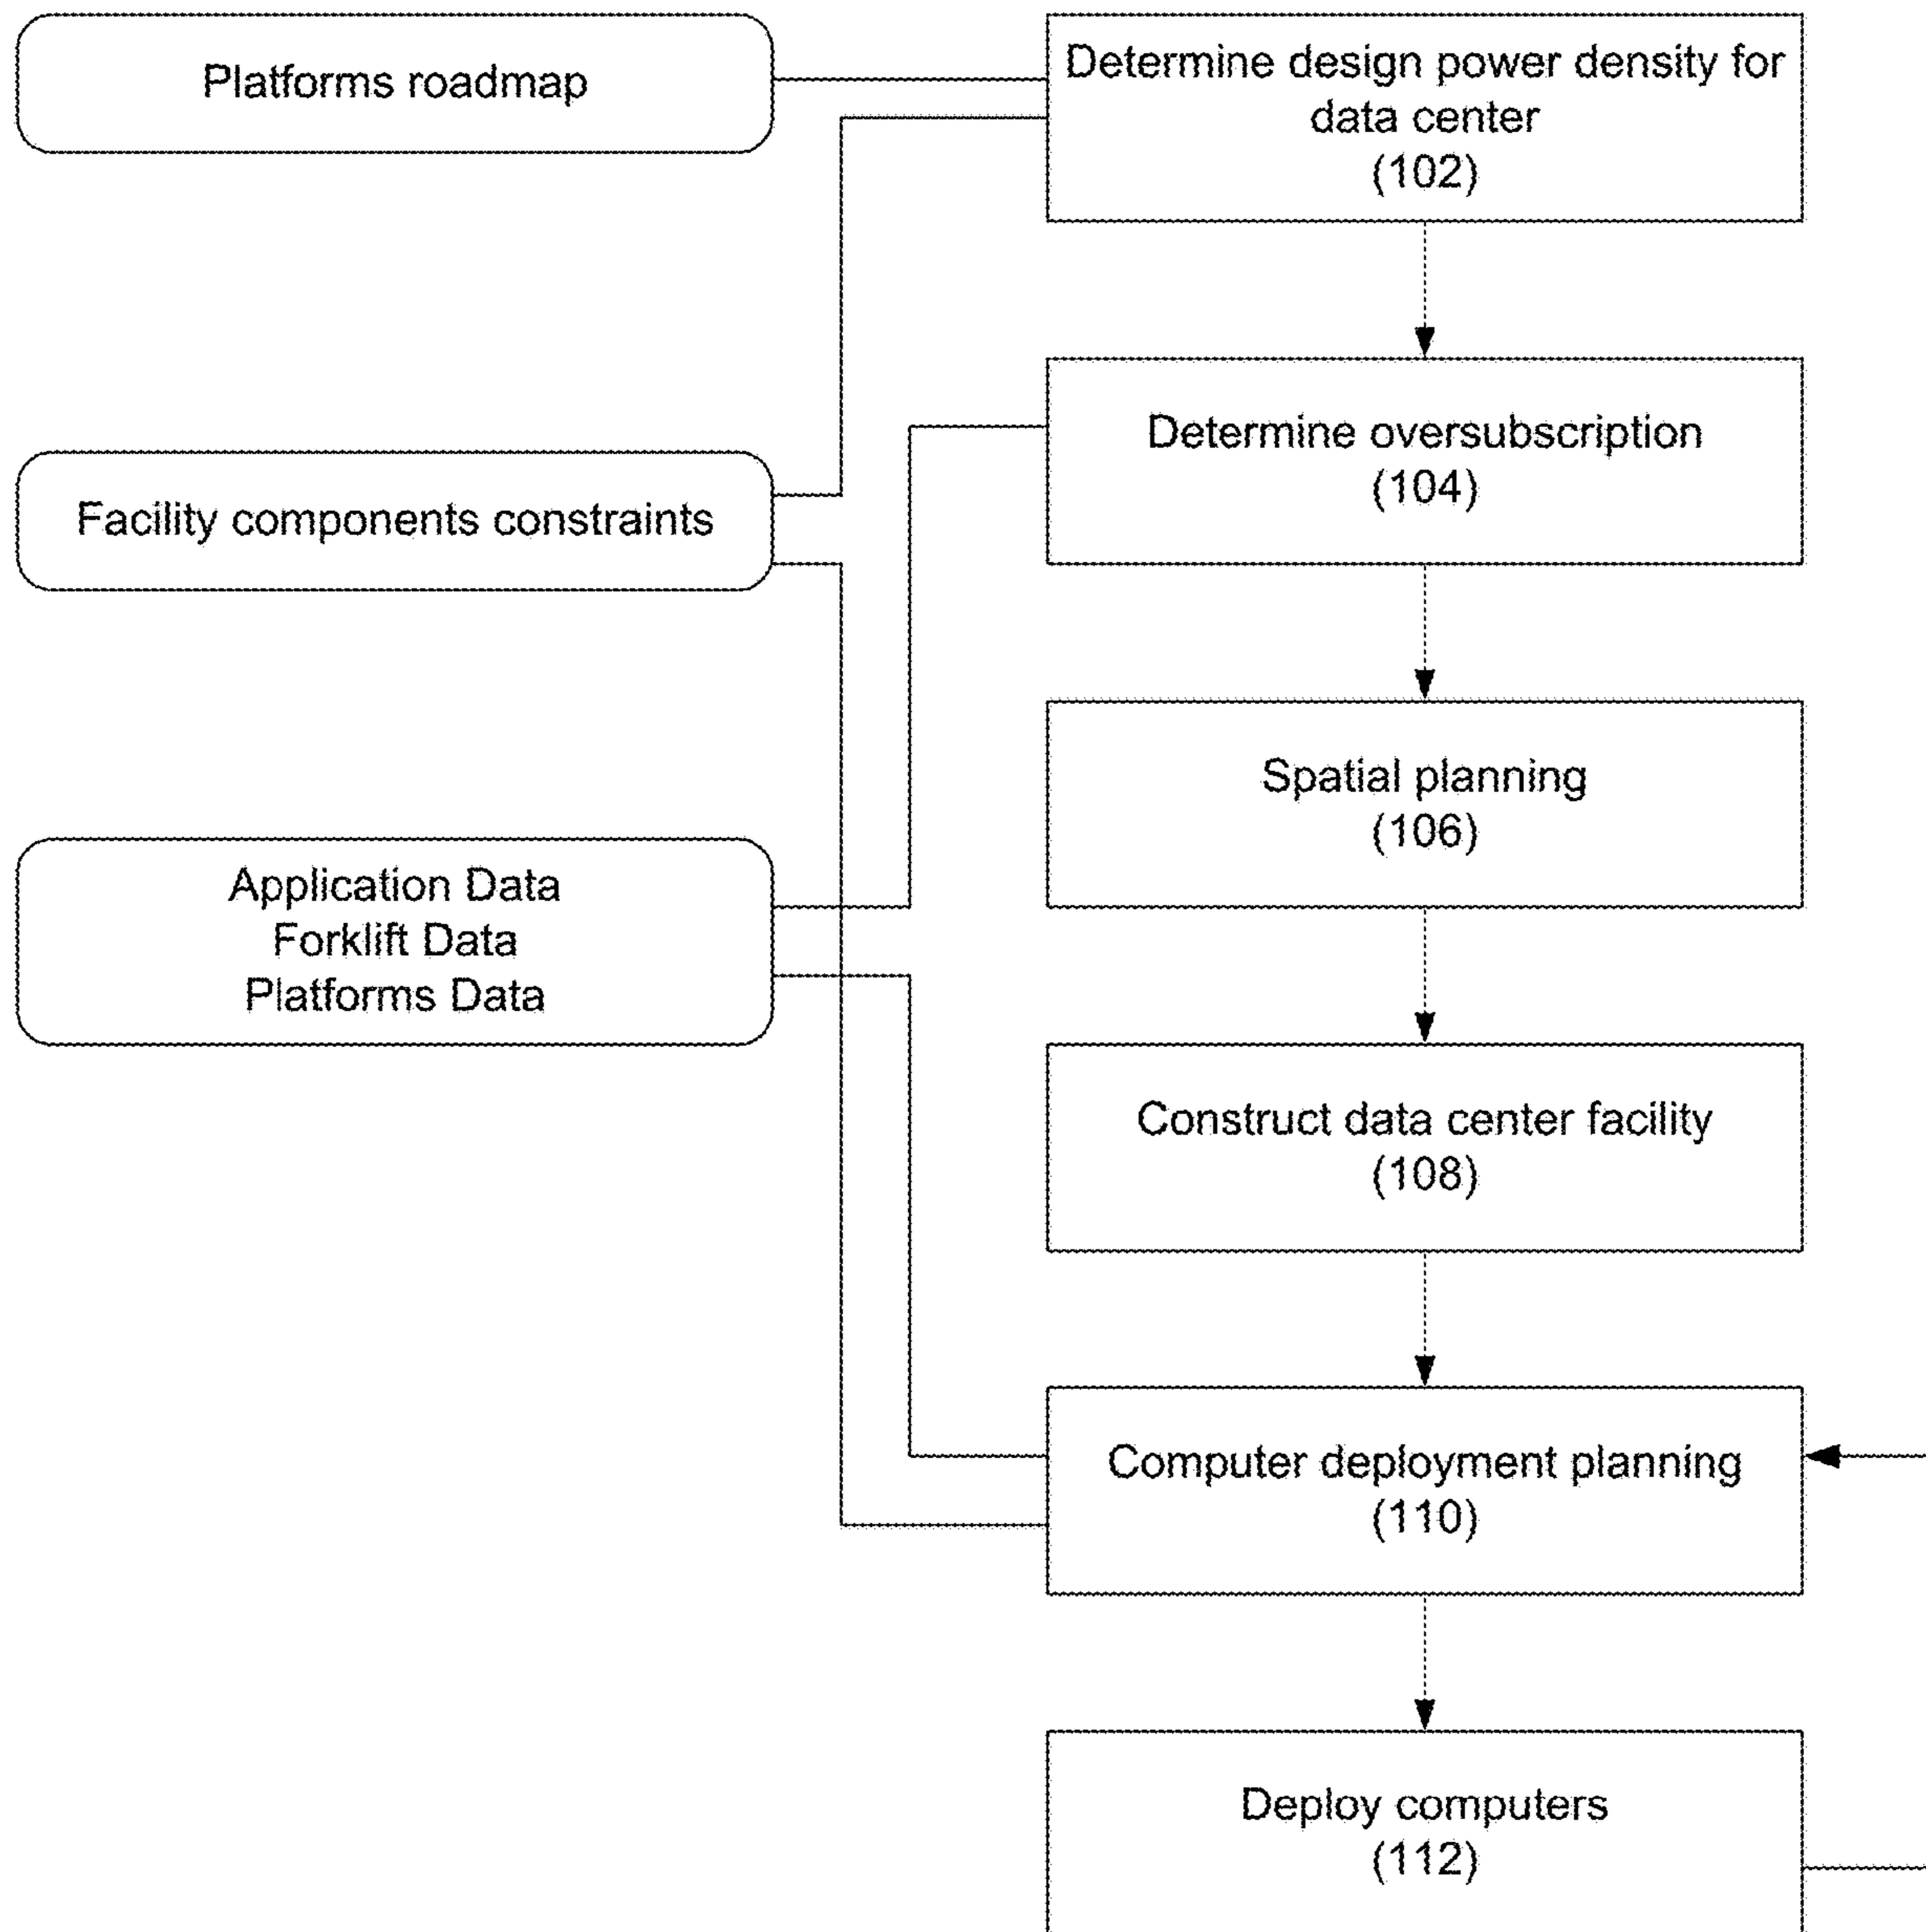 Platforms roadmap
Determine design power density for
data center
(102)
Determine oversubscription
(104)
Facility components constraints
Spatial planning
(106)
Application Data
Forklift Data
Platforms Data
Construct data center facility
(108)
Computer deployment planning
(110)
Deploy computers
(112)